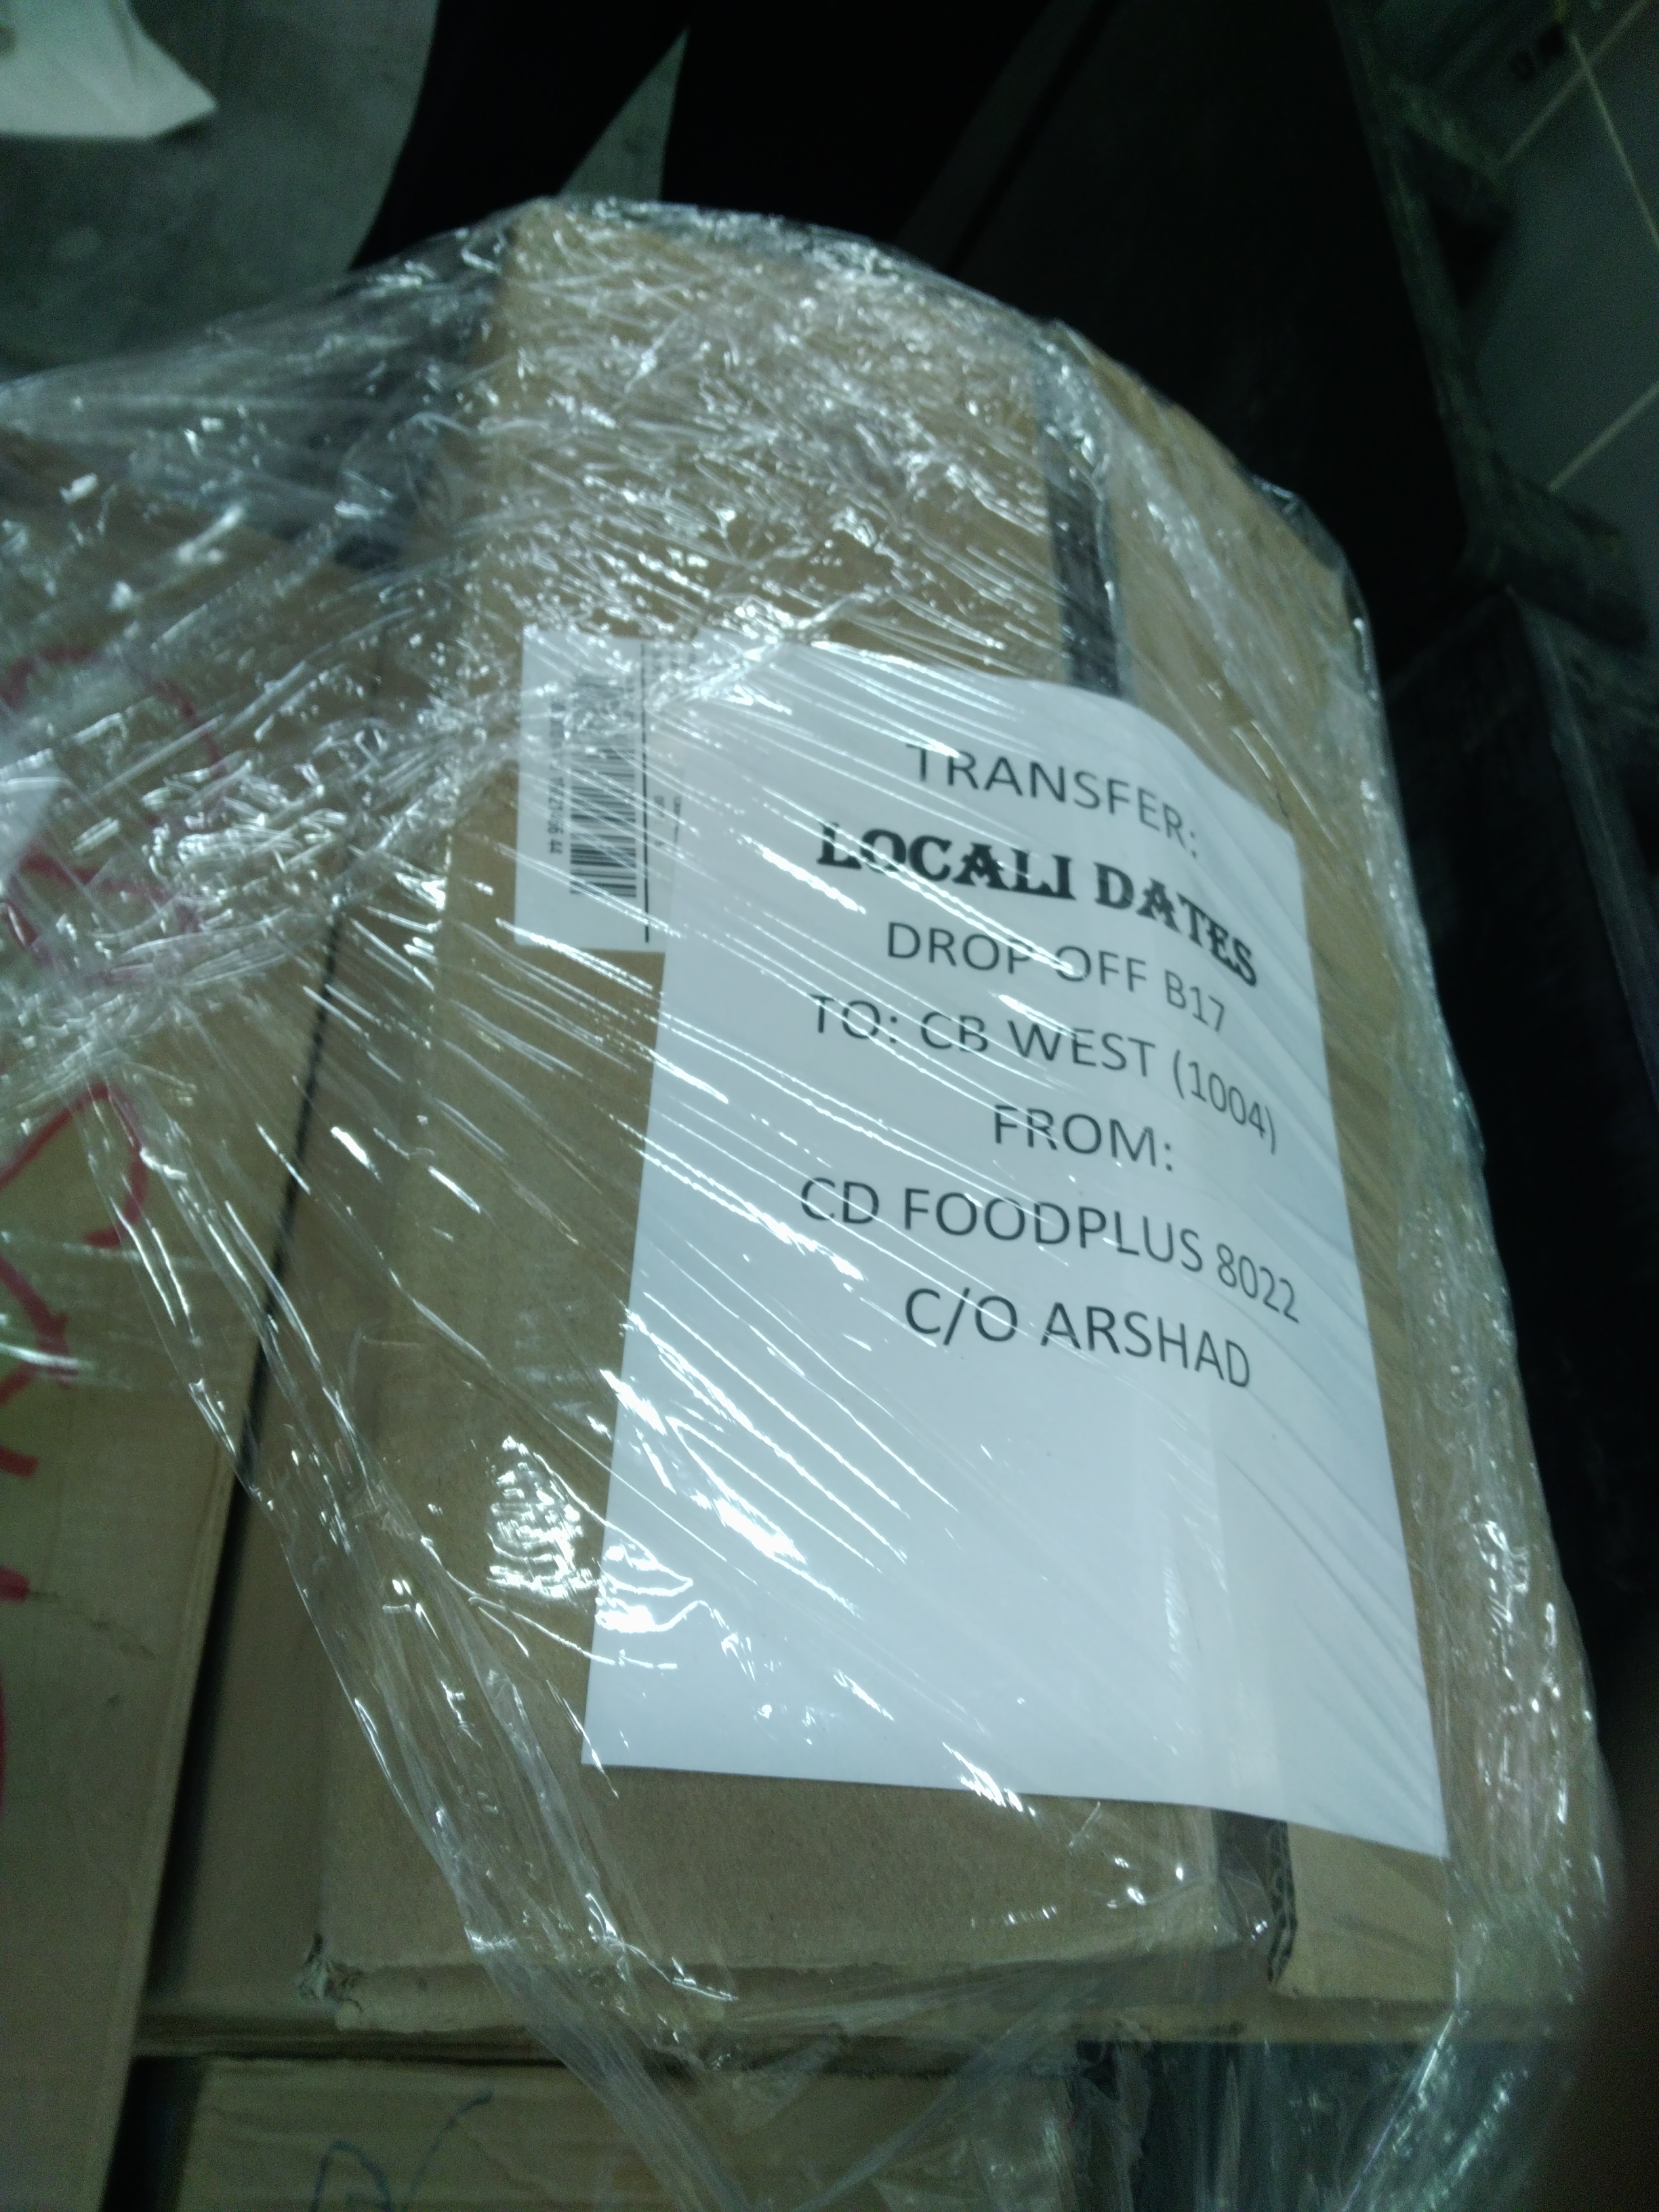 TRANSFER:
LOCALI DATES
DROP OFF B17
TO: CB WEST (1004)
FROM:
CD FOODPLUS 8022
C/O ARSHAD